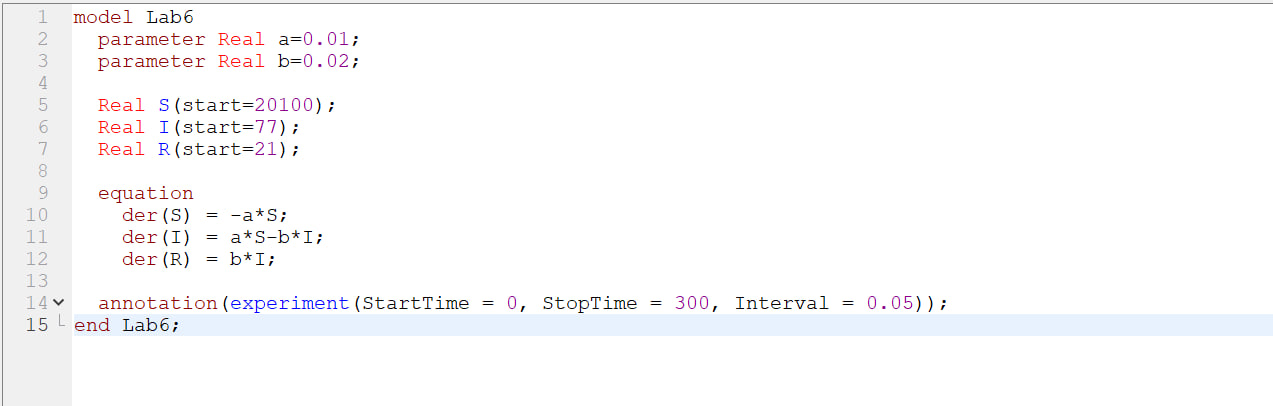 1 model Lab6
2 parameter Real a=0.01;
3 parameter Real b=0.02;
4
5 Real S(start=20100);
6 Real I(start=77);
7 Real R(start=21);
8
9 equation
10 der(S) = -a*S;
11 der(I) = a*S-b*I;
12 der(R) = b*I;
13
14 annotation(experiment(StartTime = 0, StopTime = 300, Interval = 0.05));
15 end Lab6;